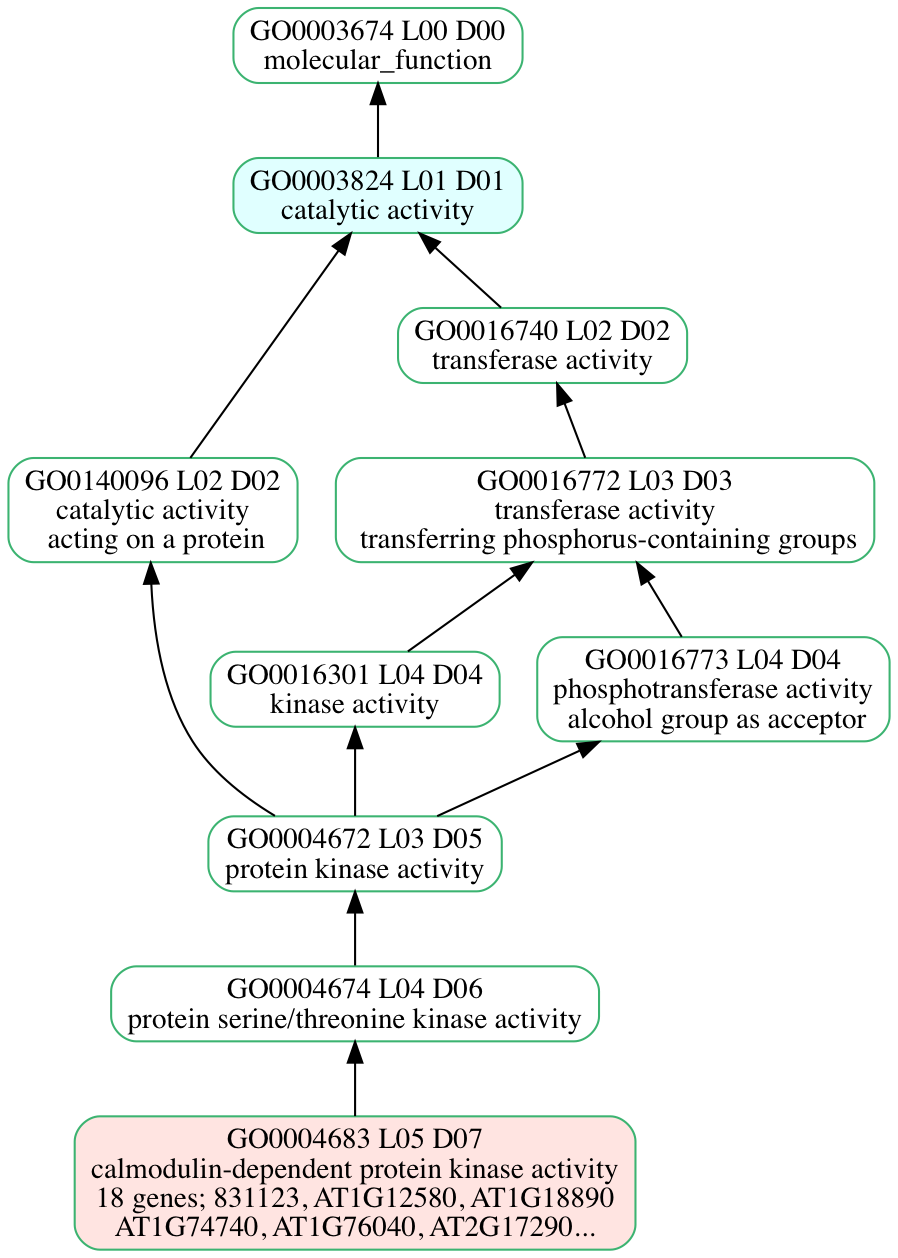 GO0003674 L00 D00
molecular_function
GO0003824 L01 D01
catalytic activity
GO0016740 L02 D02
transferase activity
GO0140096 L02 D02
catalytic activity
acting on a protein
GO0016772 L03 D03
transferase activity
transferring phosphorus-containing groups
GO0016301 L04 D04
kinase activity
GO0016773 L04 D04
phosphotransferase activity
alcohol group as acceptor
GO0004672 L03 D05
protein kinase activity
GO0004674 L04 D06
protein serine/threonine kinase activity
GO0004683 L05 D07
calmodulin-dependent protein kinase activity
18 genes; 831123, AT1G12580, AT1G18890
AT1G74740, AT1G76040, AT2G17290...